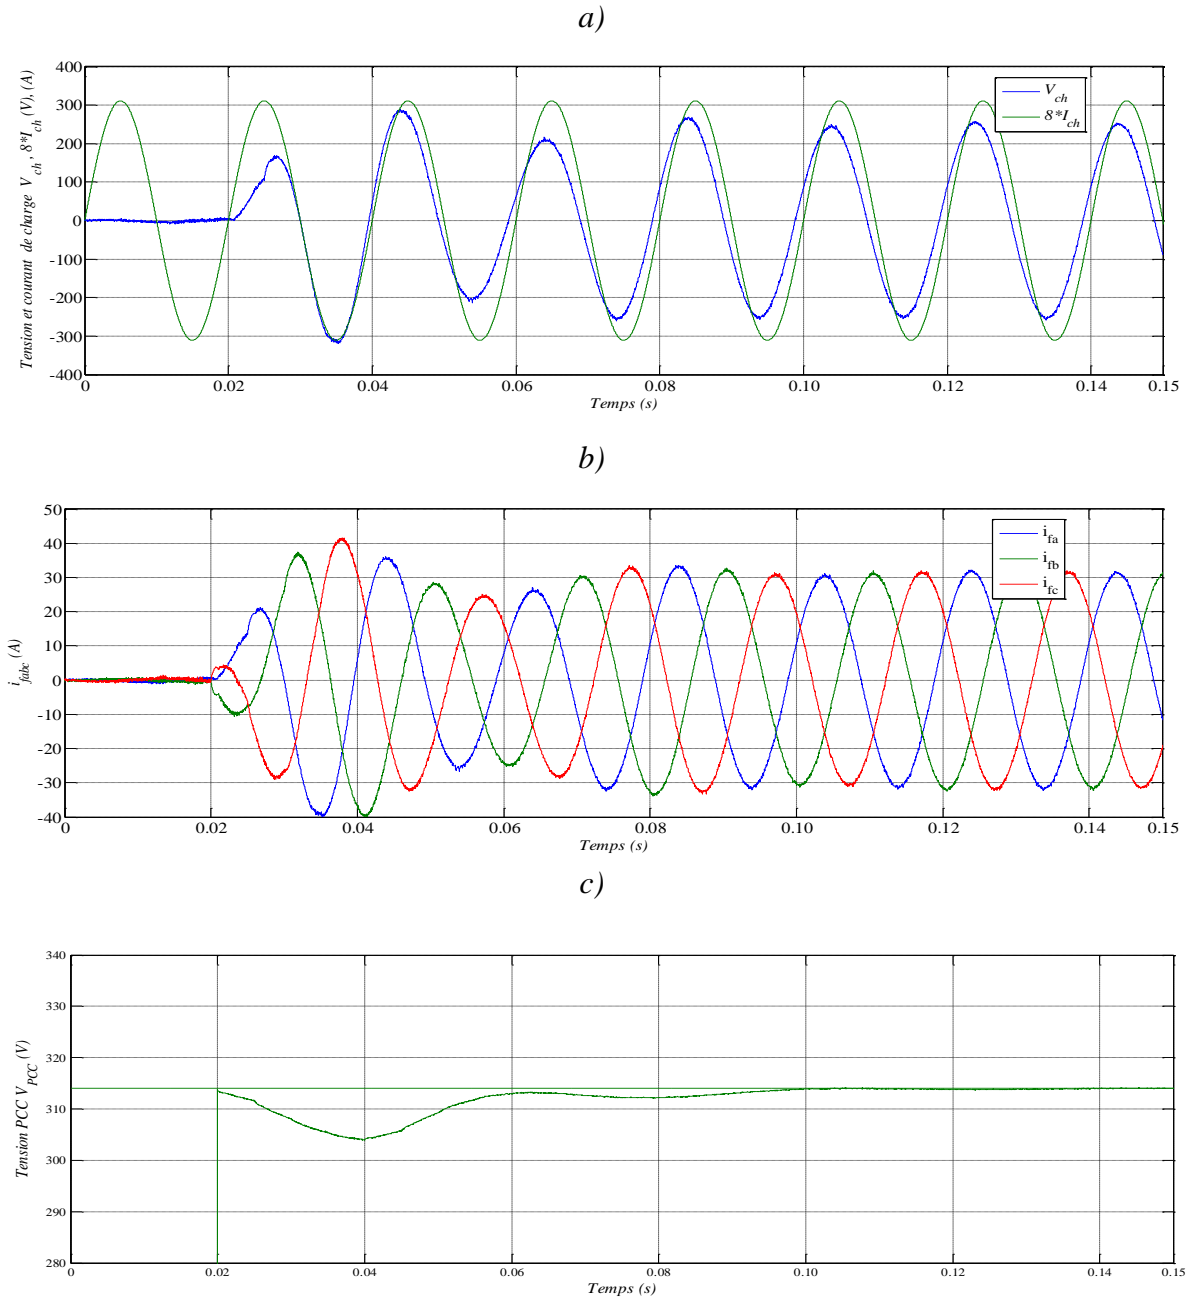 a)
Tension et courant de charge V_ch , 8*I_ch (V), (A)
400
300
200
100
0
-100
-200
-300
-400
V_ch
8*I_ch
0 0.02 0.04 0.06 0.08 0.10 0.12 0.14 0.15
Temps (s)
b)
i_fabc (A)
50
40
30
20
10
0
-10
-20
-30
-40
i_fa
i_fb
i_fc
0 0.02 0.04 0.06 0.08 0.10 0.12 0.14 0.15
Temps (s)
c)
Tension PCC V_PCC (V)
340
330
320
310
300
290
280
0 0.02 0.04 0.06 0.08 0.10 0.12 0.14 0.15
Temps (s)